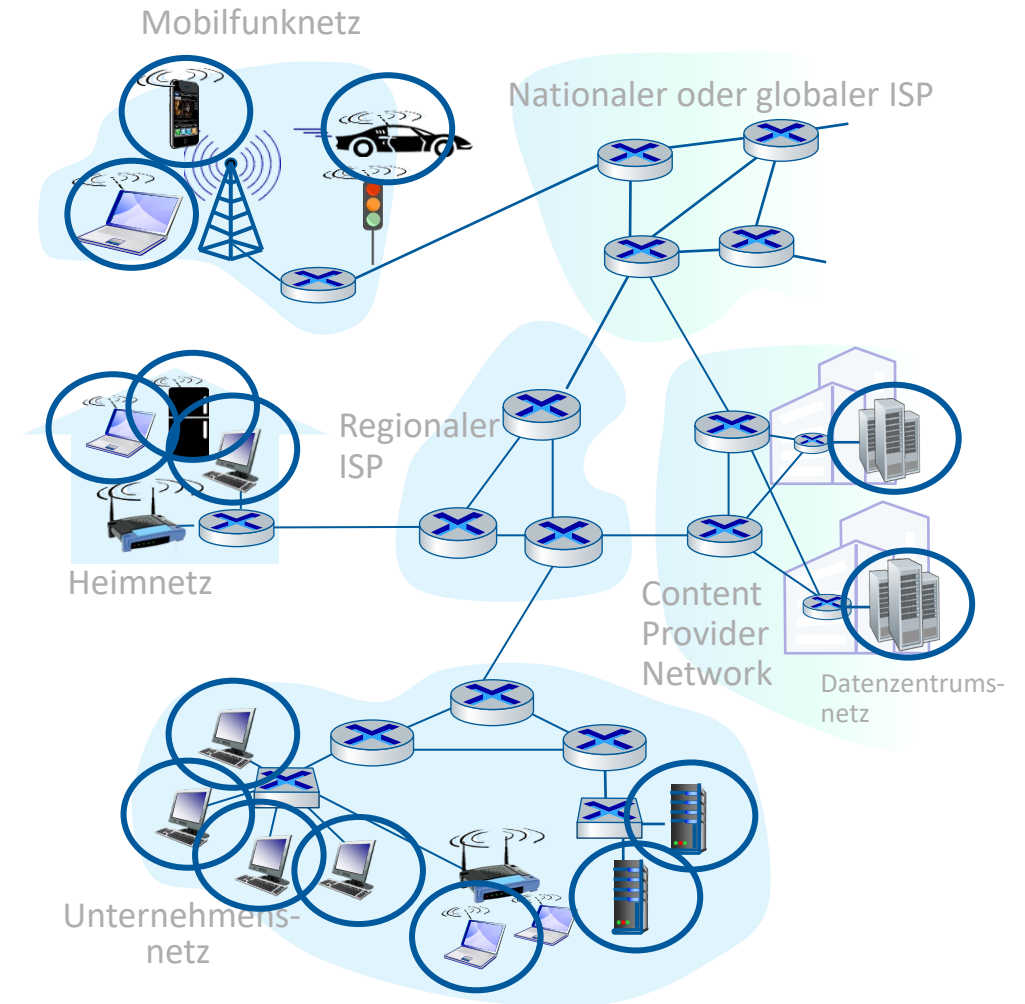 Mobilfunknetz
Nationaler oder globaler ISP
Regionaler
ISP
Heimnetz
Content
Provider
Network
Datenzentrums-
netz
Unternehmens-
netz